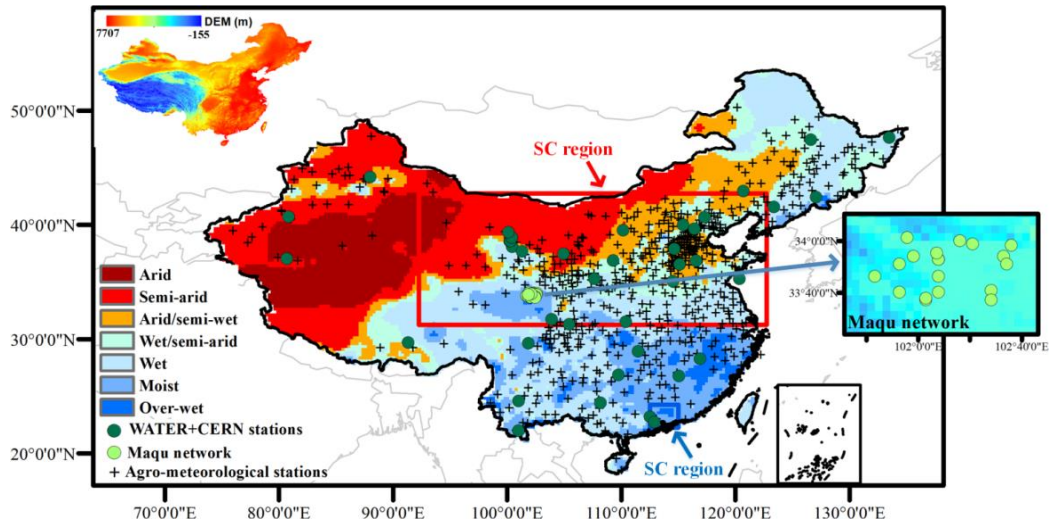 DEM (m)
7707 -155
50°0'0"N
40°0'0"N
30°0'0"N
20°0'0"N
SC region
34°0'0"N
33°40'0"N
Maqu network
102°0'0"E 102°40'0"E
Arid
Semi-arid
Arid/semi-wet
Wet/semi-arid
Wet
Moist
Over-wet
WATER+CERN stations
Maqu network
Agro-meteorological stations
SC region
70°0'0"E 80°0'0"E 90°0'0"E 100°0'0"E 110°0'0"E 120°0'0"E 130°0'0"E